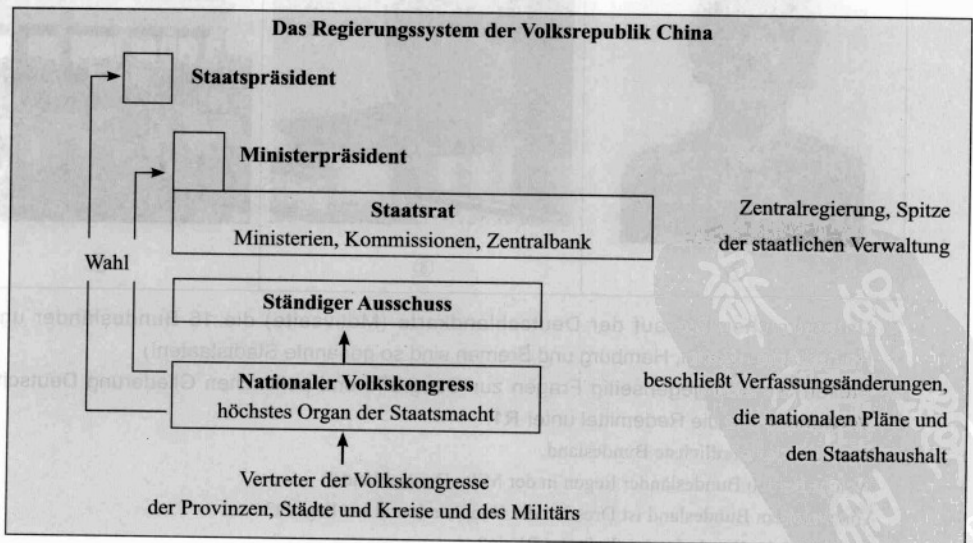 Das Regierungssystem der Volksrepublik China
Staatspräsident
Ministerpräsident
Staatsrat
Ministerien, Kommissionen, Zentralbank
Zentralregierung, Spitze
der staatlichen Verwaltung
Wahl
Ständiger Ausschuss
Nationaler Volkskongress
höchstes Organ der Staatsmacht
beschließt Verfassungsänderungen,
die nationalen Pläne und
den Staatshaushalt
Vertreter der Volkskongresse
der Provinzen, Städte und Kreise und des Militärs